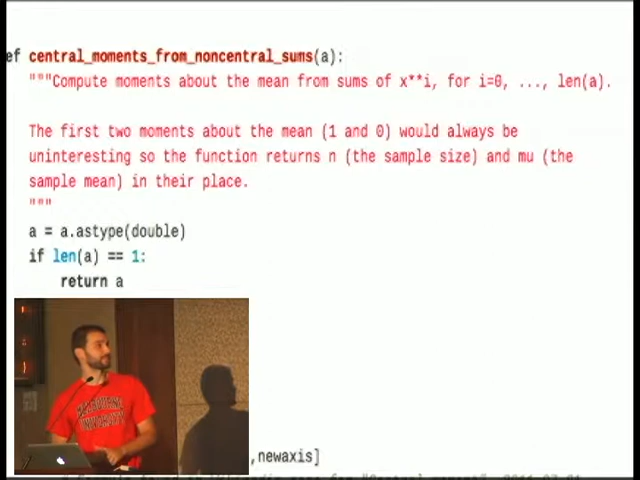 ef central_moments_from_noncentral_sums(a):
"""Compute moments about the mean from sums of x**i, for i=0, ..., len(a).
The first two moments about the mean (1 and 0) would always be
uninteresting so the function returns n (the sample size) and mu (the
sample mean) in their place.
"""
a = a.astype(double)
if len(a) == 1:
return a
MELBOURNE
UNIVERSITY
,newaxis]